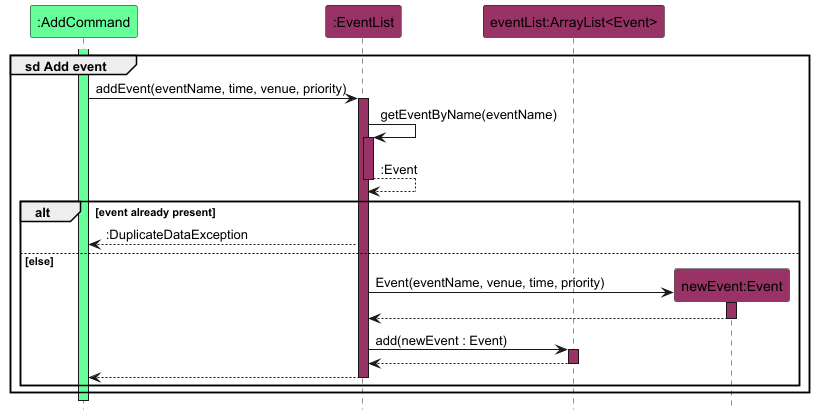 :AddCommand
:EventList
eventList:ArrayList<Event>
sd Add event
addEvent(eventName, time, venue, priority)
getEventByName(eventName)
:Event
alt
[event already present]
:DuplicateDataException
[else]
Event(eventName, venue, time, priority)
newEvent:Event
add(newEvent : Event)